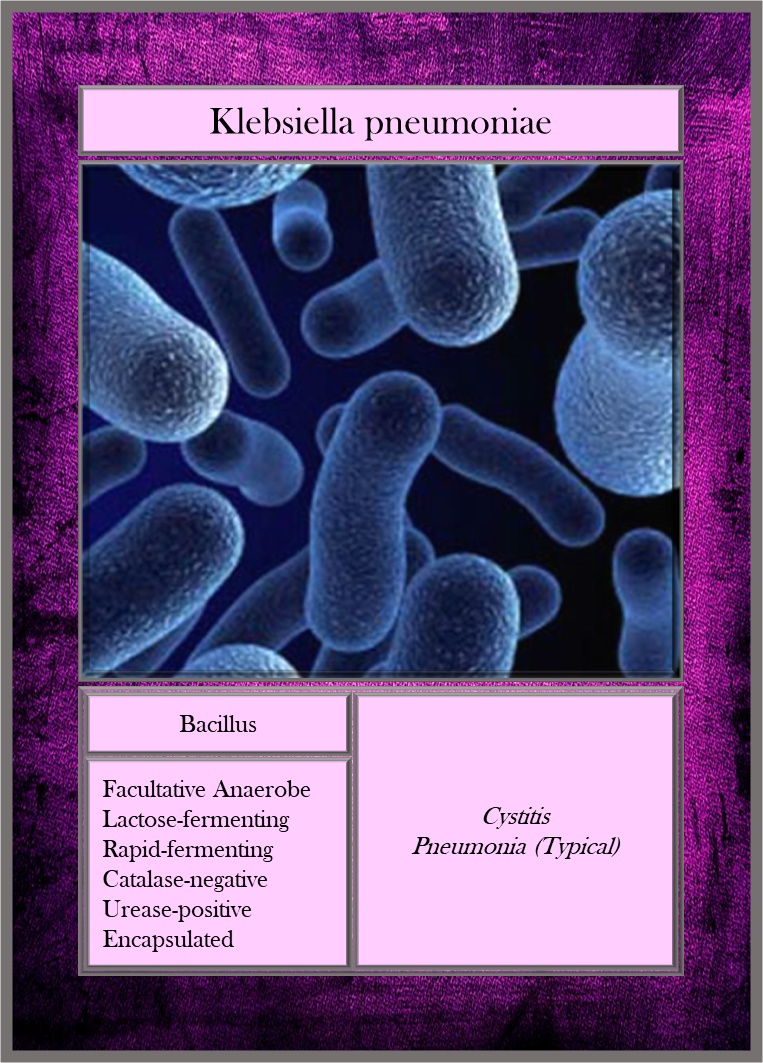 Klebsiella pneumoniae
Bacillus
Facultative Anaerobe
Lactose-fermenting
Rapid-fermenting
Catalase-negative
Urease-positive
Encapsulated
Cystitis
Pneumonia (Typical)